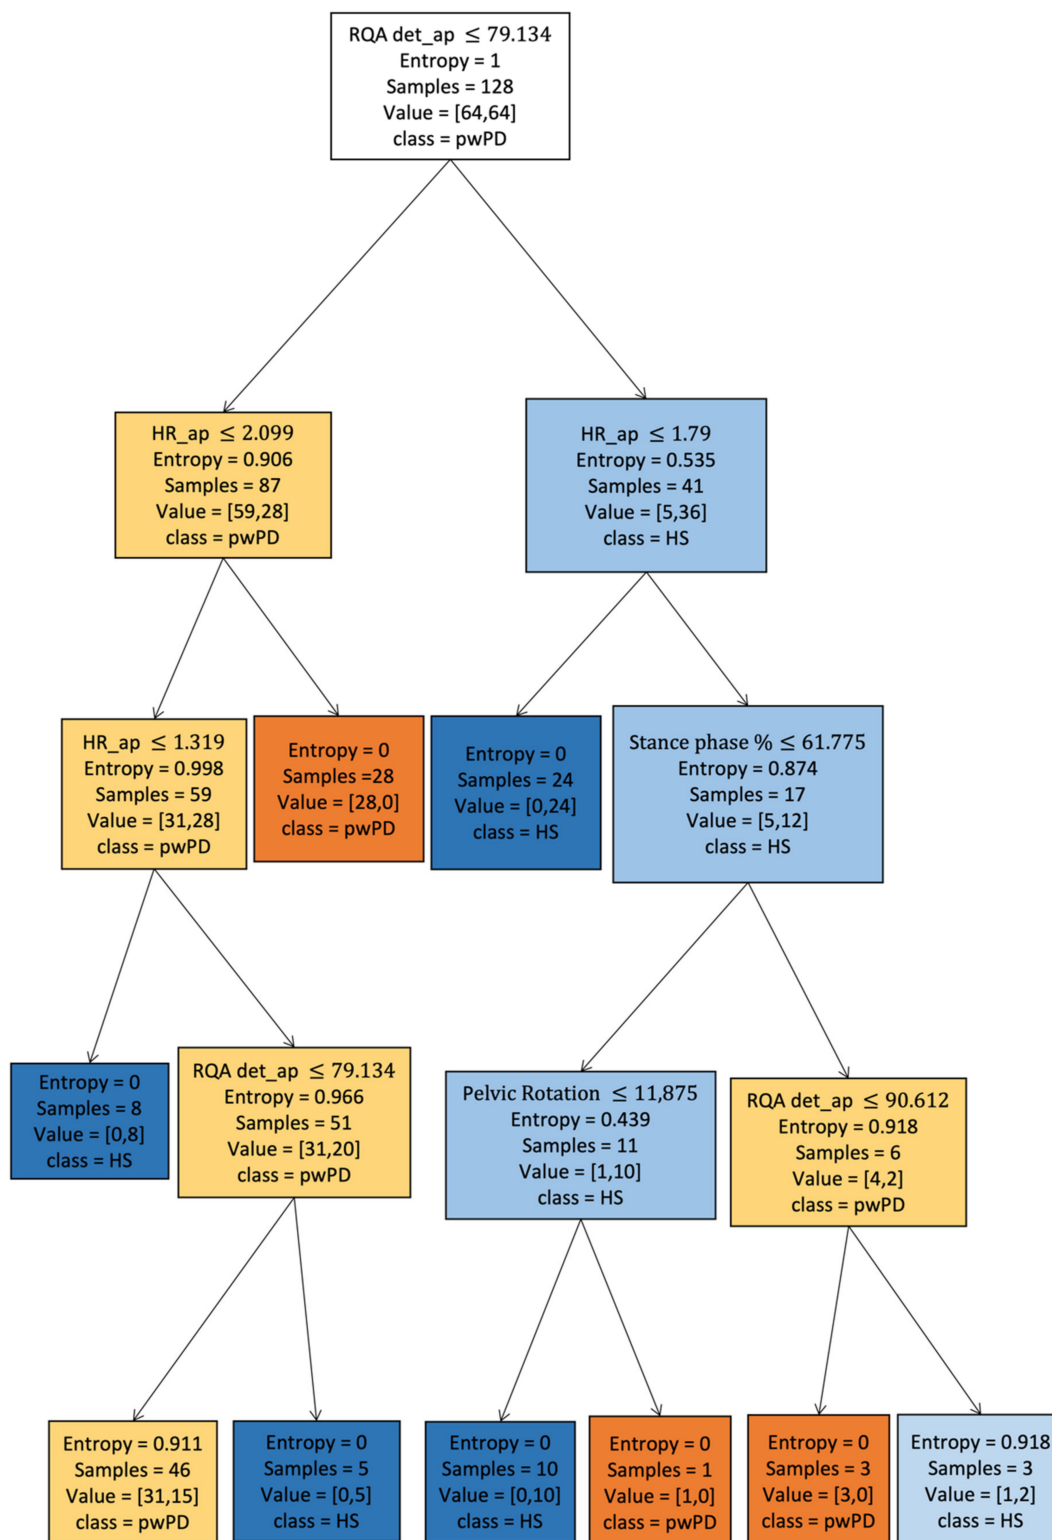 RQA det_ap ≤ 79.134
Entropy = 1
Samples = 128
Value = [64,64]
class = pwPD
HR_ap ≤ 2.099
Entropy = 0.906
Samples = 87
Value = [59,28]
class = pwPD
HR_ap ≤ 1.79
Entropy = 0.535
Samples = 41
Value = [5,36]
class = HS
HR_ap ≤ 1.319
Entropy = 0.998
Samples = 59
Value = [31,28]
class = pwPD
Entropy = 0
Samples =28
Value = [28,0]
class = pwPD
Entropy = 0
Samples = 24
Value = [0,24]
class = HS
Stance phase % ≤ 61.775
Entropy = 0.874
Samples = 17
Value = [5,12]
class = HS
Entropy = 0
Samples = 8
Value = [0,8]
class = HS
RQA det_ap ≤ 79.134
Entropy = 0.966
Samples = 51
Value = [31,20]
class = pwPD
Pelvic Rotation ≤ 11,875
Entropy = 0.439
Samples = 11
Value = [1,10]
class = HS
RQA det_ap ≤ 90.612
Entropy = 0.918
Samples = 6
Value = [4,2]
class = pwPD
Entropy = 0.911
Samples = 46
Value = [31,15]
class = pwPD
Entropy = 0
Samples = 5
Value = [0,5]
class = HS
Entropy = 0
Samples = 10
Value = [0,10]
class = HS
Entropy = 0
Samples = 1
Value = [1,0]
class = pwPD
Entropy = 0
Samples = 3
Value = [3,0]
class = pwPD
Entropy = 0.918
Samples = 3
Value = [1,2]
class = HS